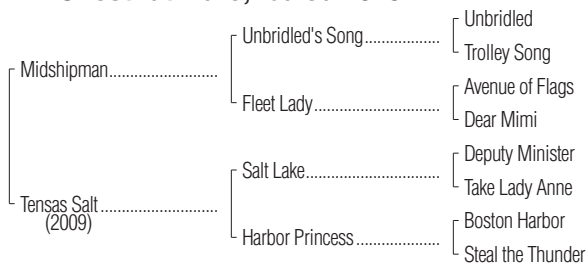 Unbridled
Unbridled's Song
Trolley Song
Midshipman
Avenue of Flags
Fleet Lady
Dear Mimi
Deputy Minister
Salt Lake
Take Lady Anne
Tensas Salt
(2009)
Boston Harbor
Harbor Princess
Steal the Thunder